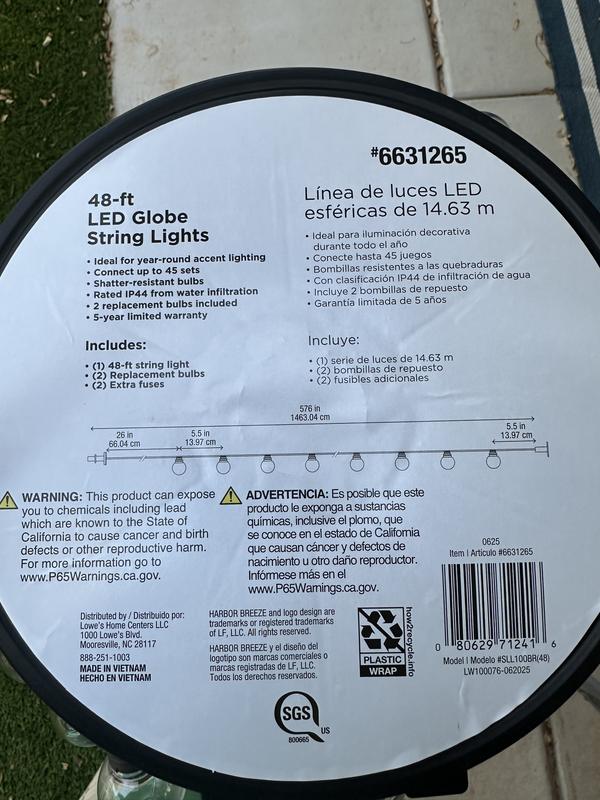 #6631265
48-ft
LED Globe
String Lights
• Ideal for year-round accent lighting
• Connect up to 45 sets
• Shatter-resistant bulbs
• Rated IP44 from water infiltration
• 2 replacement bulbs included
• 5-year limited warranty
Includes:
• (1) 48-ft string light
• (2) Replacement bulbs
• (2) Extra fuses
Línea de luces LED
esféricas de 14.63 m
• Ideal para iluminación decorativa
durante todo el año
• Conecte hasta 45 juegos
• Bombillas resistentes a las quebraduras
• Con clasificación IP44 de infiltración de agua
• Incluye 2 bombillas de repuesto
• Garantía limitada de 5 años
Incluye:
• (1) serie de luces de 14.63 m
• (2) bombillas de repuesto
• (2) fusibles adicionales
576 in
1463.04 cm
26 in
66.04 cm
5.5 in
13.97 cm
5.5 in
13.97 cm
WARNING: This product can expose
you to chemicals including lead
which are known to the State of
California to cause cancer and birth
defects or other reproductive harm.
For more information go to
www.P65Warnings.ca.gov.
ADVERTENCIA: Es posible que este
producto le exponga a sustancias
químicas, inclusive el plomo, que
se conoce en el estado de California
que causan cáncer y defectos de
nacimiento u otro daño reproductor.
Infórmese más en el
www.P65Warnings.ca.gov.
0625
Item | Artículo #6631265
0 80629 71241 6
Model | Modelo #SLL100BR(48)
LW100076-062025
Distributed by / Distribuido por:
Lowe's Home Centers LLC
1000 Lowe's Blvd.
Mooresville, NC 28117
888-251-1003
MADE IN VIETNAM
HECHO EN VIETNAM
HARBOR BREEZE and logo design are
trademarks or registered trademarks
of LF, LLC. All rights reserved.
HARBOR BREEZE y el diseño del
logotipo son marcas comerciales o
marcas registradas de LF, LLC.
Todos los derechos reservados.
PLASTIC
WRAP
how2recycle.info
SGS
US
800665